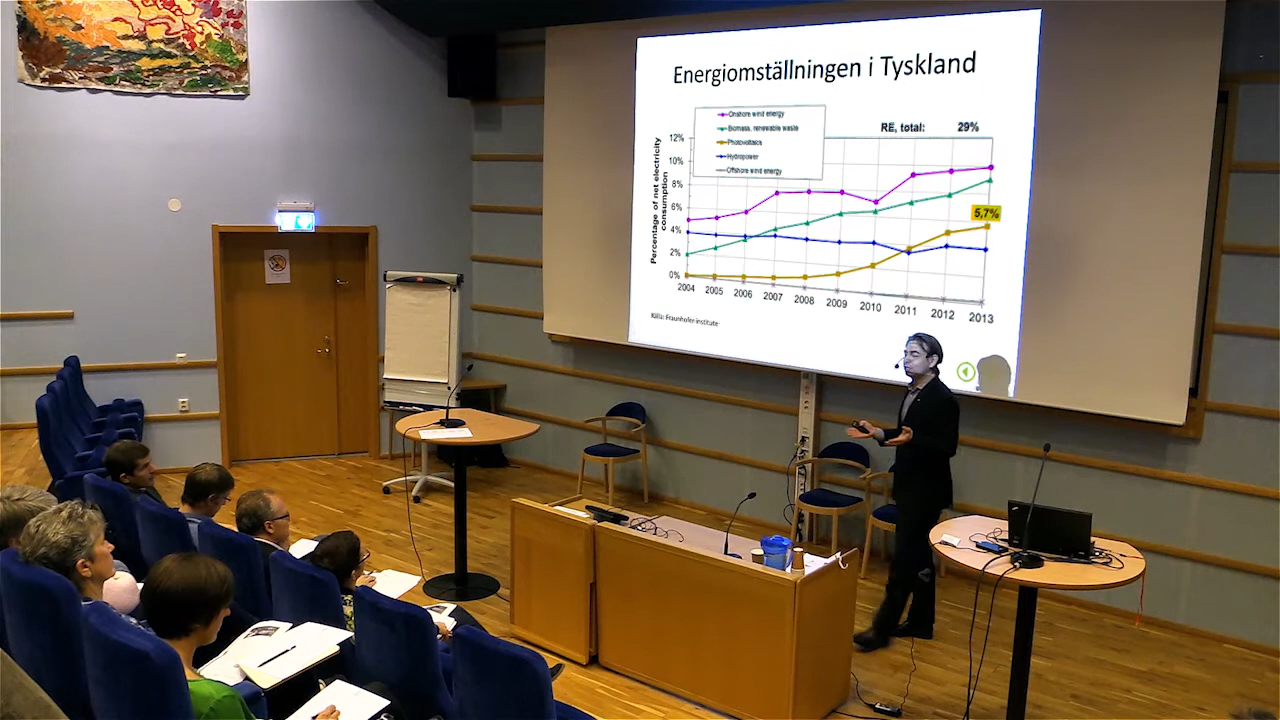 Energiomställningen i Tyskland
Onshore wind energy
Biomass, renewable waste
Photovoltaics
Hydropower
Offshore wind energy
RE, total: 29%
Percentage of net electricity
consumption
12%
10%
8%
6%
4%
2%
0%
5,7%
2004 2005 2006 2007 2008 2009 2010 2011 2012 2013
Källa: Fraunhofer institute